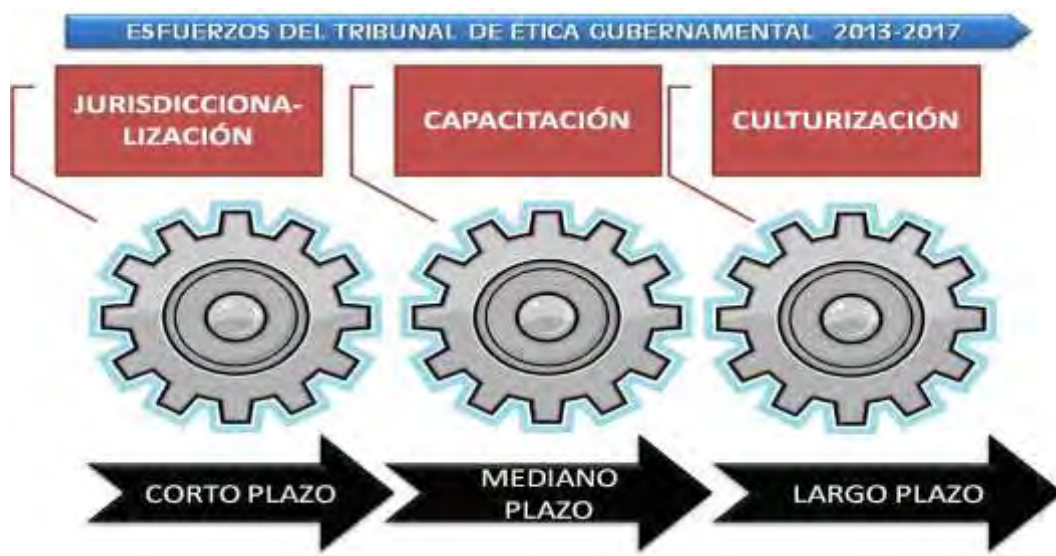 ESFUERZOS DEL TRIBUNAL DE ÉTICA GUBERNAMENTAL 2013-2017
JURISDICCIONA-
LIZACIÓN
CAPACITACIÓN
CULTURIZACIÓN
CORTO PLAZO
MEDIANO
PLAZO
LARGO PLAZO